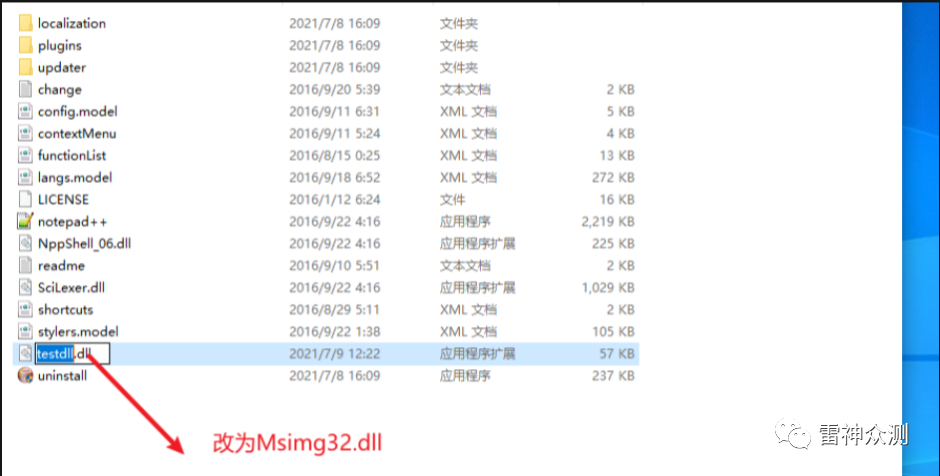 localization 2021/7/8 16:09 文件夹
plugins 2021/7/8 16:09 文件夹
updater 2021/7/8 16:09 文件夹
change 2016/9/20 5:39 文本文档 2 KB
config.model 2016/9/11 6:31 XML 文档 5 KB
contextMenu 2016/9/11 5:24 XML 文档 4 KB
functionList 2016/8/15 0:25 XML 文档 13 KB
langs.model 2016/9/18 6:52 XML 文档 272 KB
LICENSE 2016/1/12 6:24 文件 16 KB
notepad++ 2016/9/22 4:16 应用程序 2,219 KB
NppShell_06.dll 2016/9/22 4:16 应用程序扩展 225 KB
readme 2016/9/10 5:51 文本文档 2 KB
SciLexer.dll 2016/9/22 4:16 应用程序扩展 1,029 KB
shortcuts 2016/8/29 5:11 XML 文档 2 KB
stylers.model 2016/9/22 1:38 XML 文档 105 KB
testdll.dll 2021/7/9 12:22 应用程序扩展 57 KB
uninstall 2021/7/8 16:09 应用程序 237 KB
改为Msimg32.dll
雷神众测